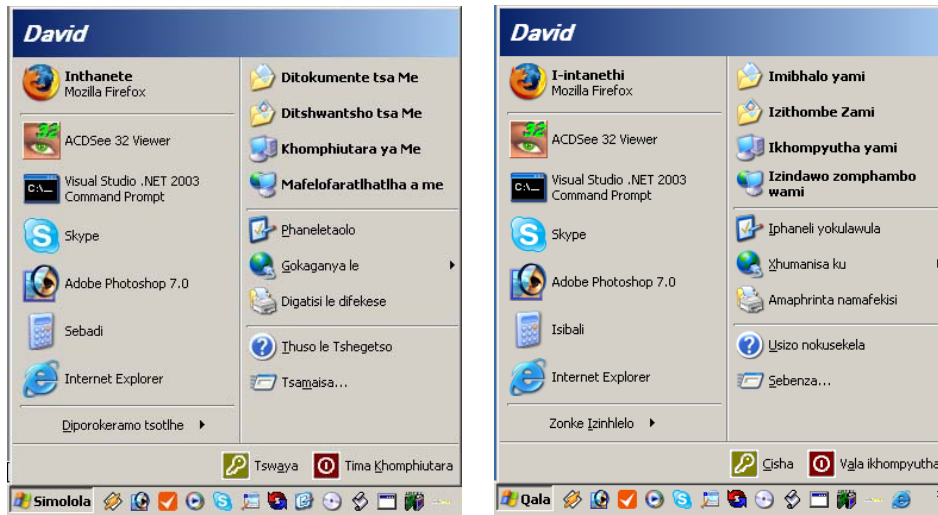 David
Inthanete
Mozilla Firefox
ACDSee 32 Viewer
C:\_
Visual Studio .NET 2003
Command Prompt
Skype
Adobe Photoshop 7.0
Sebadi
Internet Explorer
Diporokeramo tsotlhe
Ditokumente tsa Me
Ditshwantsho tsa Me
Khomphiutara ya Me
Mafelofaratlhatlha a me
Phaneletaolo
Gokaganya le
Digatisi le difekese
Thuso le Tshegetso
Tsamaisa...
Tswaya
Tima Khomphiutara
Simolola
David
I-intanethi
Mozilla Firefox
ACDSee 32 Viewer
C:\_
Visual Studio .NET 2003
Command Prompt
Skype
Adobe Photoshop 7.0
Isibali
Internet Explorer
Zonke Izinhlelo
Imibhalo yami
Izithombe Zami
Ikhompyutha yami
Izindawo zomphambo
wami
Iphaneli yokulawula
Xhumanisa ku
Amaphrinta namafekisi
Usizo nokusekela
Sebenza...
Cisha
Vala ikhompyutha
Qala